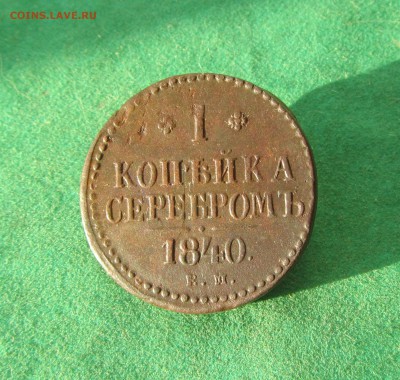 COINS.LAVE.RU
* 1 *
КОПѢЙКА
СЕРЕБРОМЪ
1840.
Е.М.